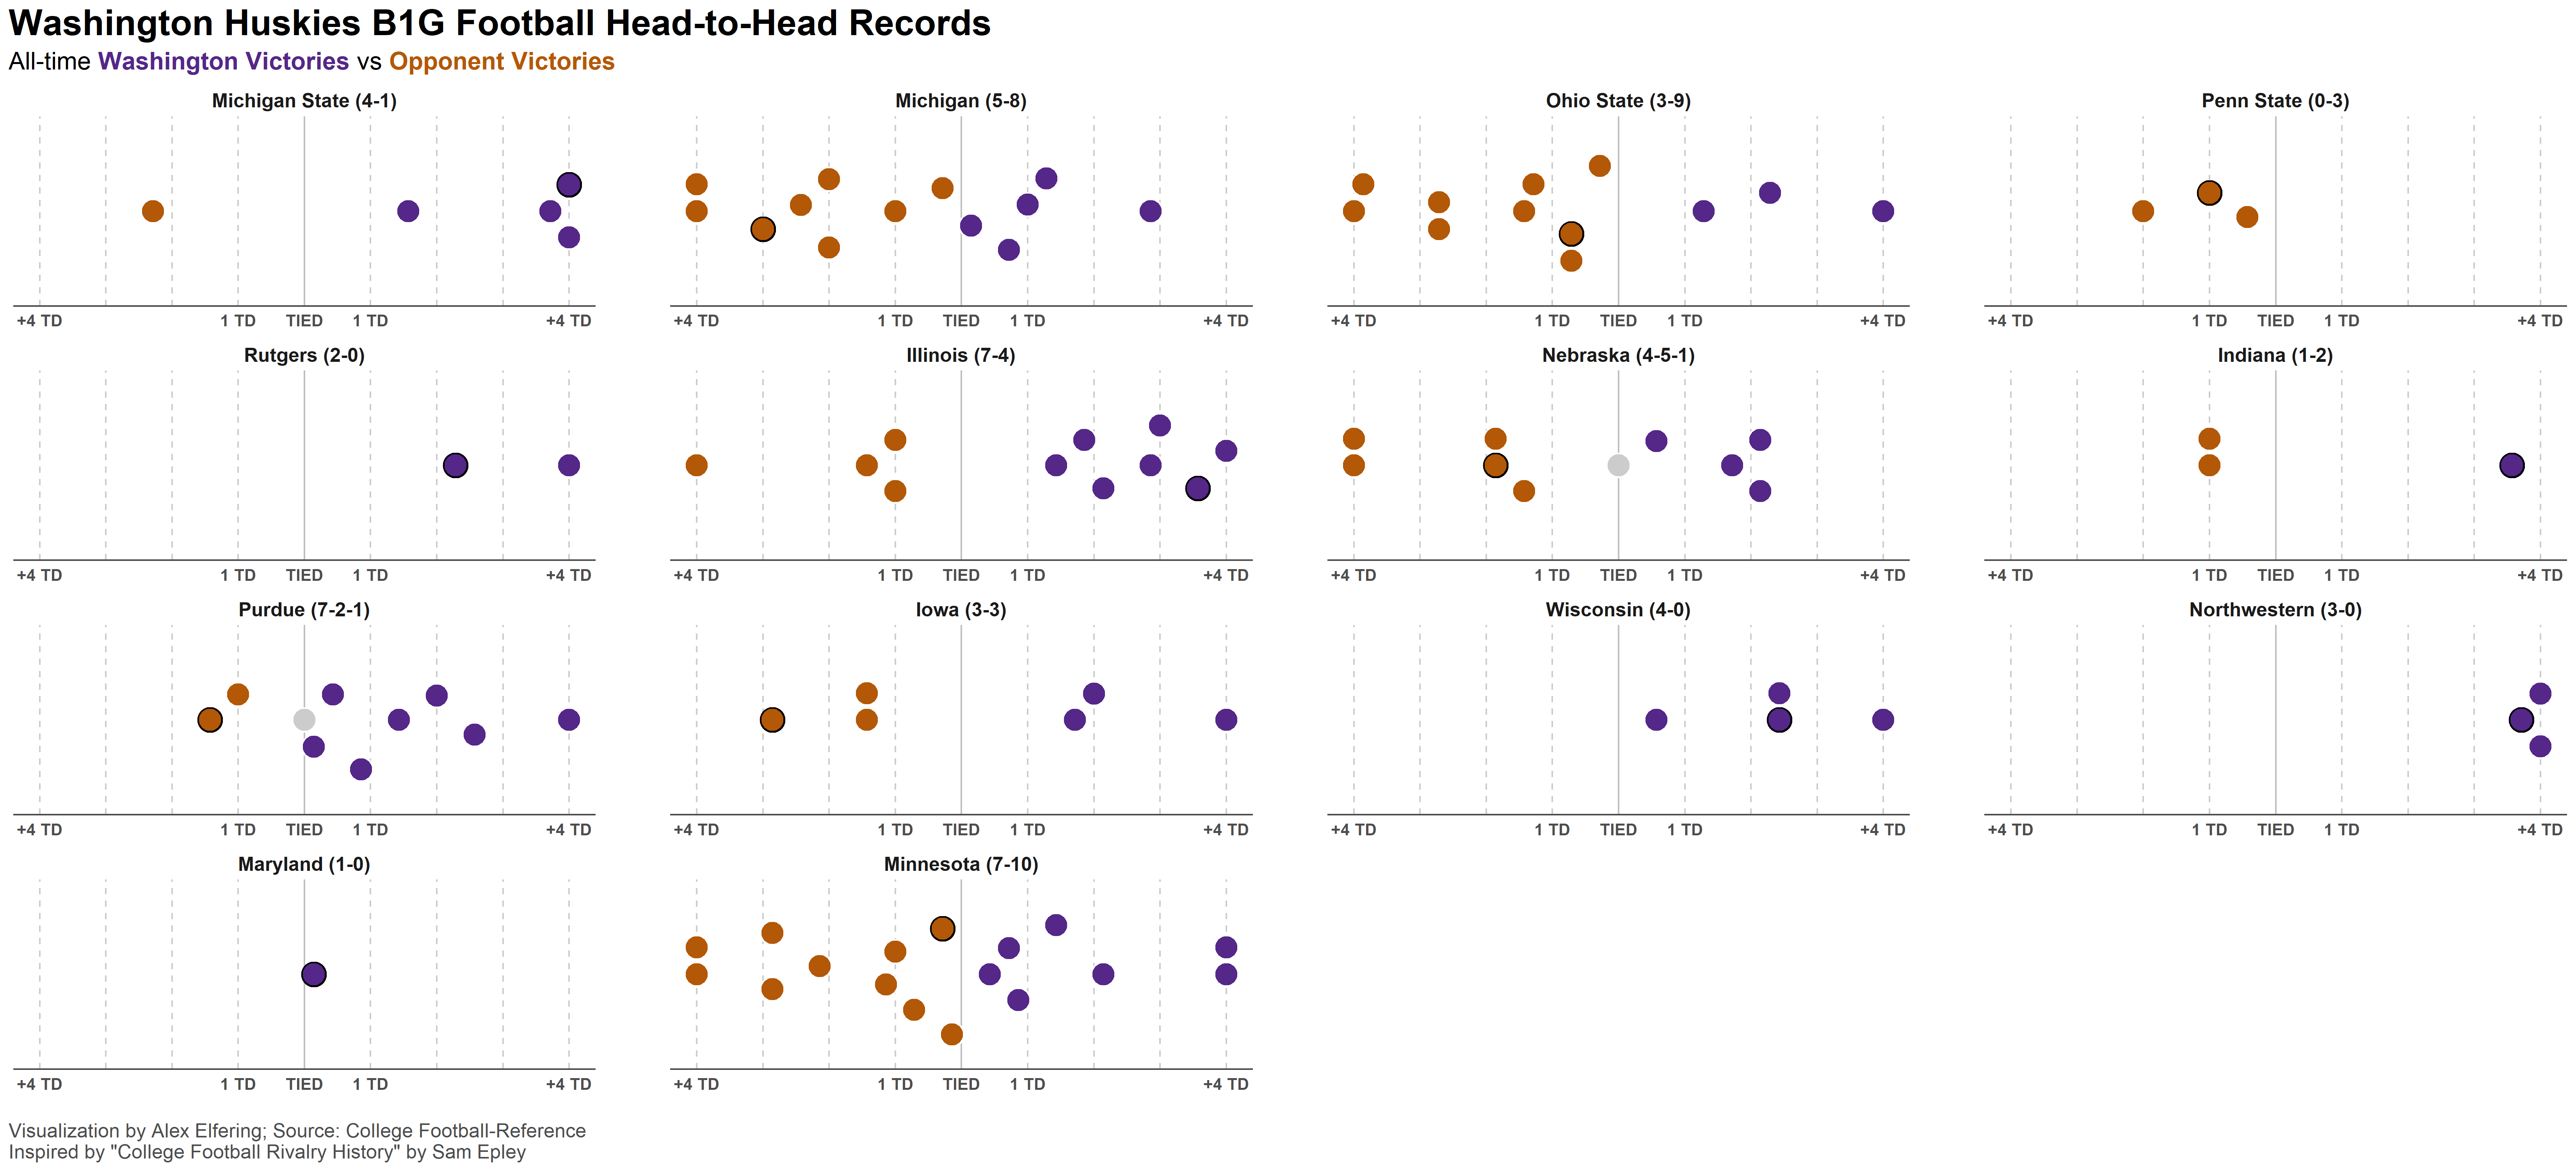 Washington Huskies B1G Football Head-to-Head Records
All-time Washington Victories vs Opponent Victories
Michigan State (4-1)
+4 TD 1 TD TIED 1 TD +4 TD
Michigan (5-8)
+4 TD 1 TD TIED 1 TD +4 TD
Ohio State (3-9)
+4 TD 1 TD TIED 1 TD +4 TD
Penn State (0-3)
+4 TD 1 TD TIED 1 TD +4 TD
Rutgers (2-0)
+4 TD 1 TD TIED 1 TD +4 TD
Illinois (7-4)
+4 TD 1 TD TIED 1 TD +4 TD
Nebraska (4-5-1)
+4 TD 1 TD TIED 1 TD +4 TD
Indiana (1-2)
+4 TD 1 TD TIED 1 TD +4 TD
Purdue (7-2-1)
+4 TD 1 TD TIED 1 TD +4 TD
Iowa (3-3)
+4 TD 1 TD TIED 1 TD +4 TD
Wisconsin (4-0)
+4 TD 1 TD TIED 1 TD +4 TD
Northwestern (3-0)
+4 TD 1 TD TIED 1 TD +4 TD
Maryland (1-0)
+4 TD 1 TD TIED 1 TD +4 TD
Minnesota (7-10)
+4 TD 1 TD TIED 1 TD +4 TD
Visualization by Alex Elfering; Source: College Football-Reference
Inspired by "College Football Rivalry History" by Sam Epley